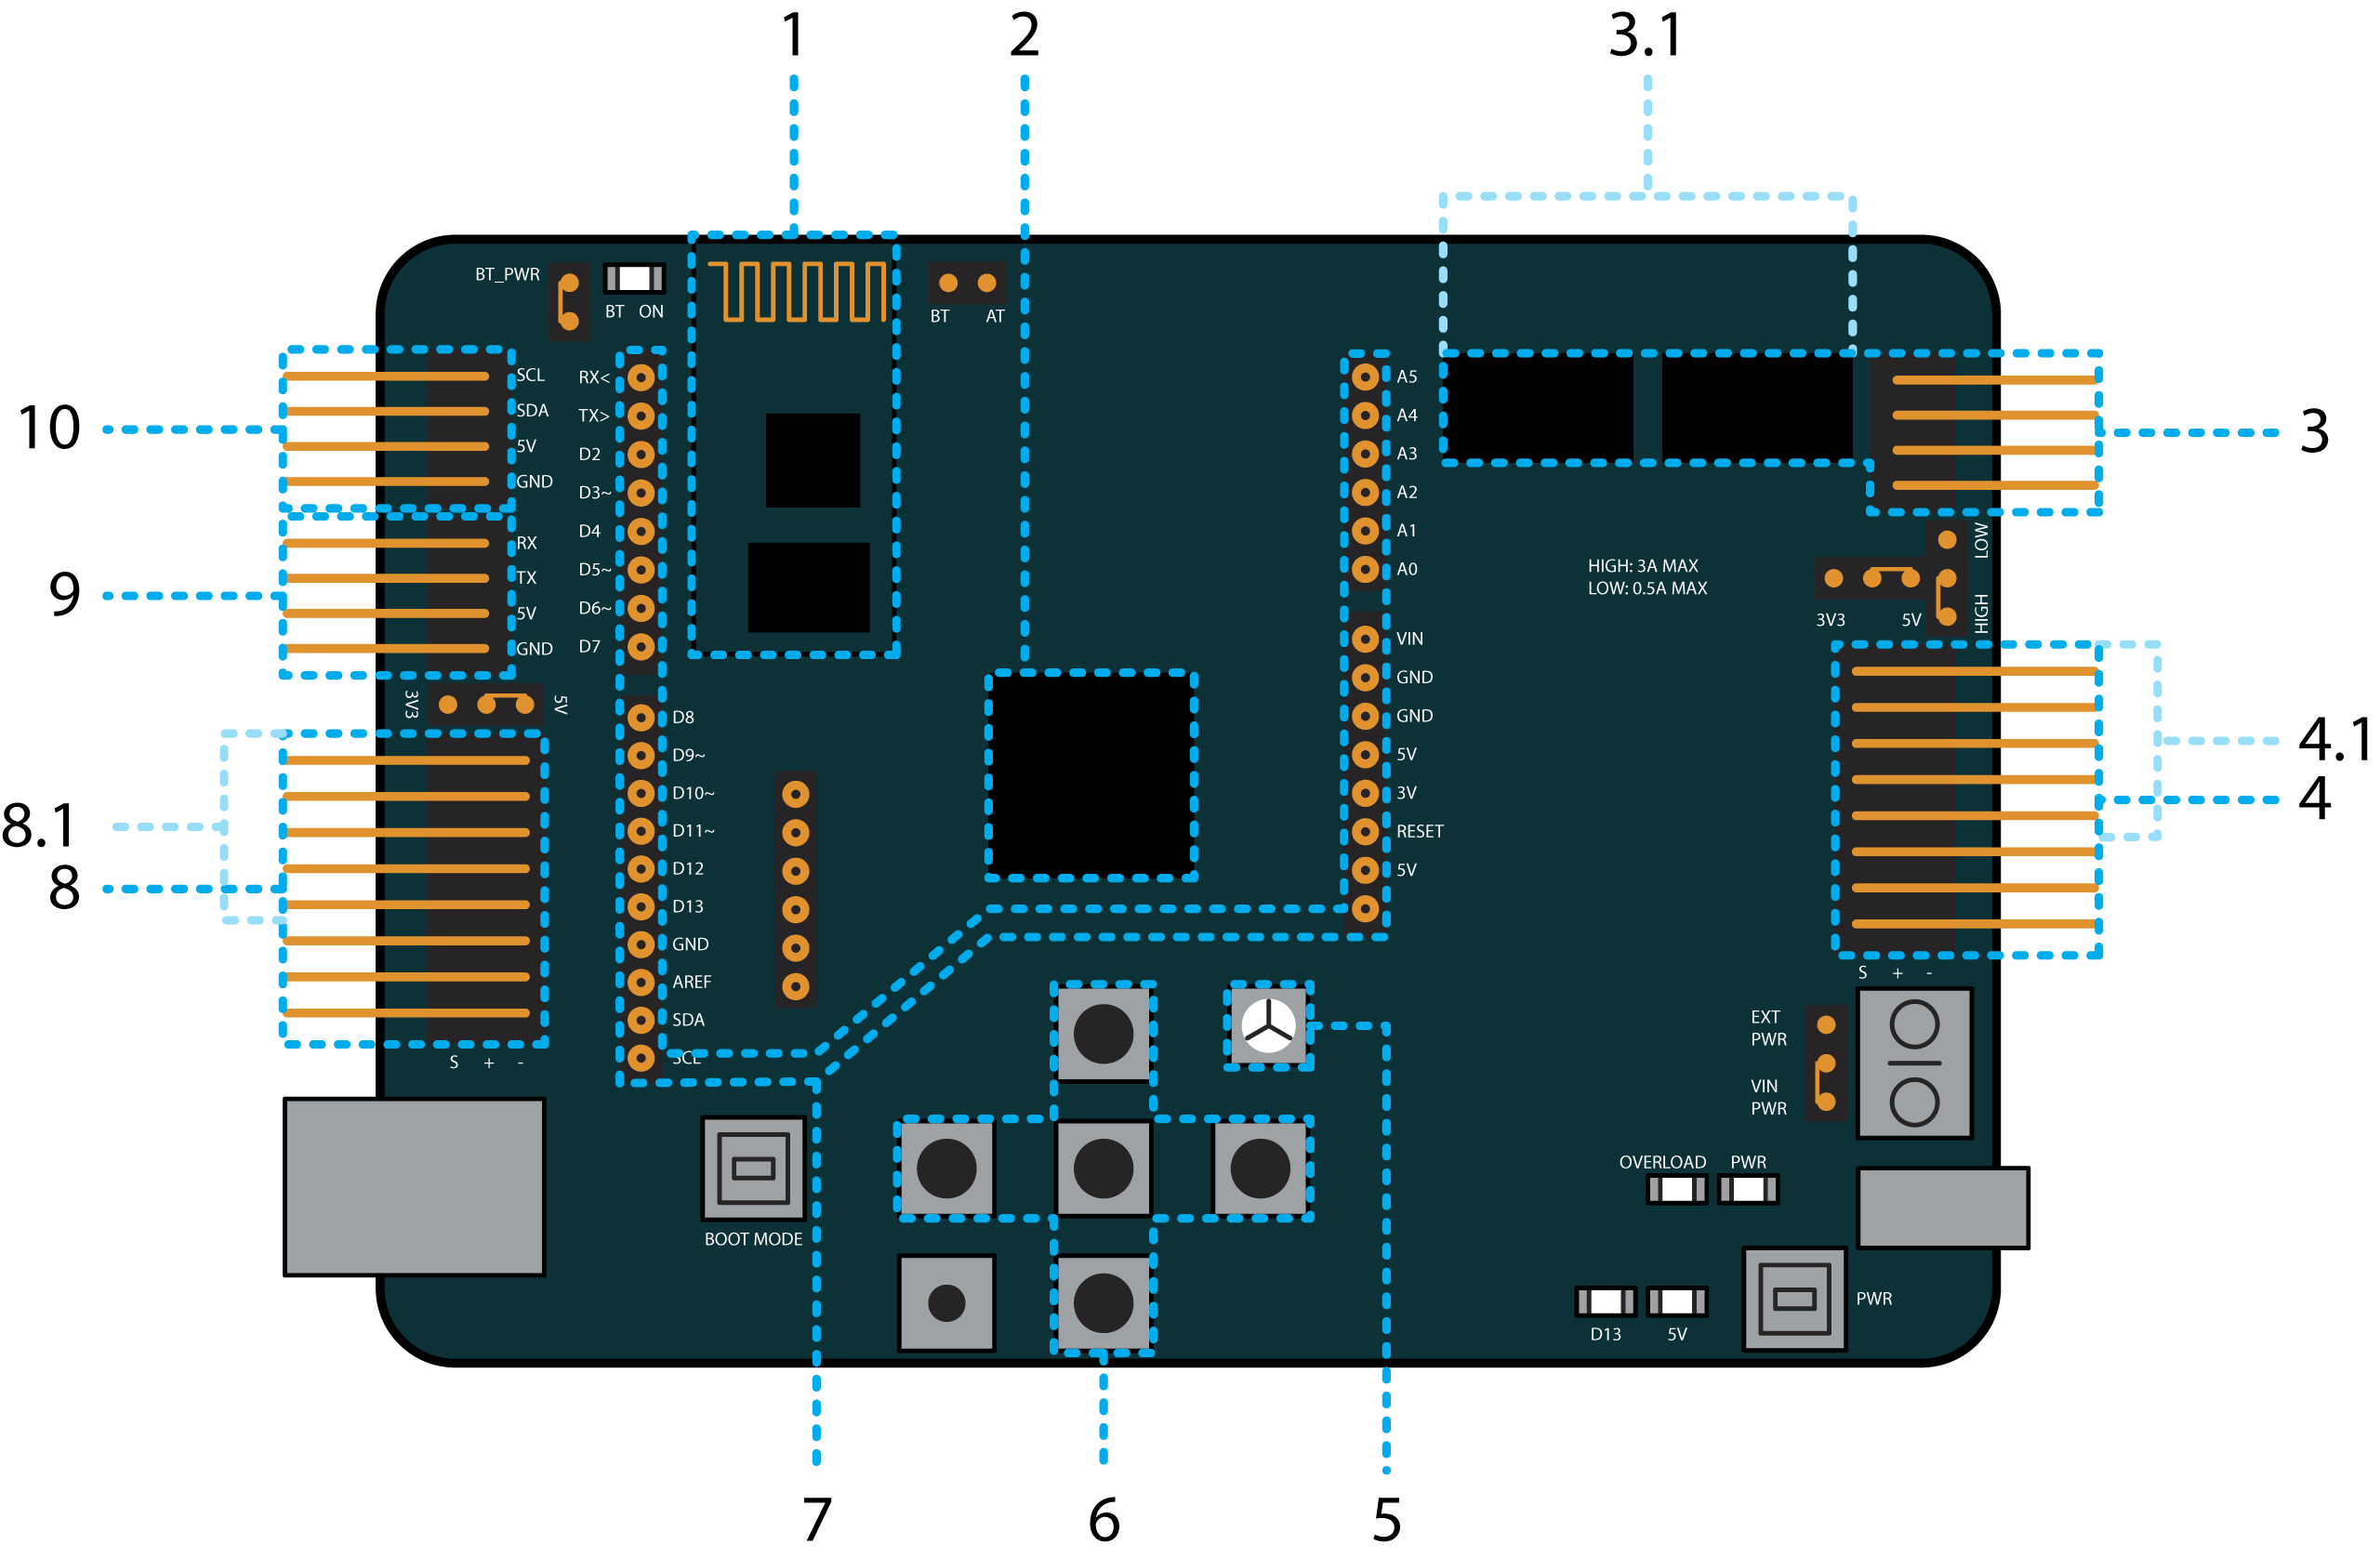 1
2
3.1
BT_PWR
BT ON
BT AT
10
SCL
SDA
5V
GND
RX<
TX>
D2
D3~
D4
D5~
D6~
D7
A5
A4
A3
A2
A1
A0
3
9
RX
TX
5V
GND
HIGH: 3A MAX
LOW: 0.5A MAX
LOW
HIGH
3V3
5V
3V3
5V
VIN
GND
GND
5V
3V
RESET
5V
D8
D9~
D10~
D11~
D12
D13
GND
AREF
SDA
SCL
4.1
4
8.1
8
S + -
S + -
EXT
PWR
VIN
PWR
OVERLOAD
PWR
BOOT MODE
D13
5V
PWR
7
6
5